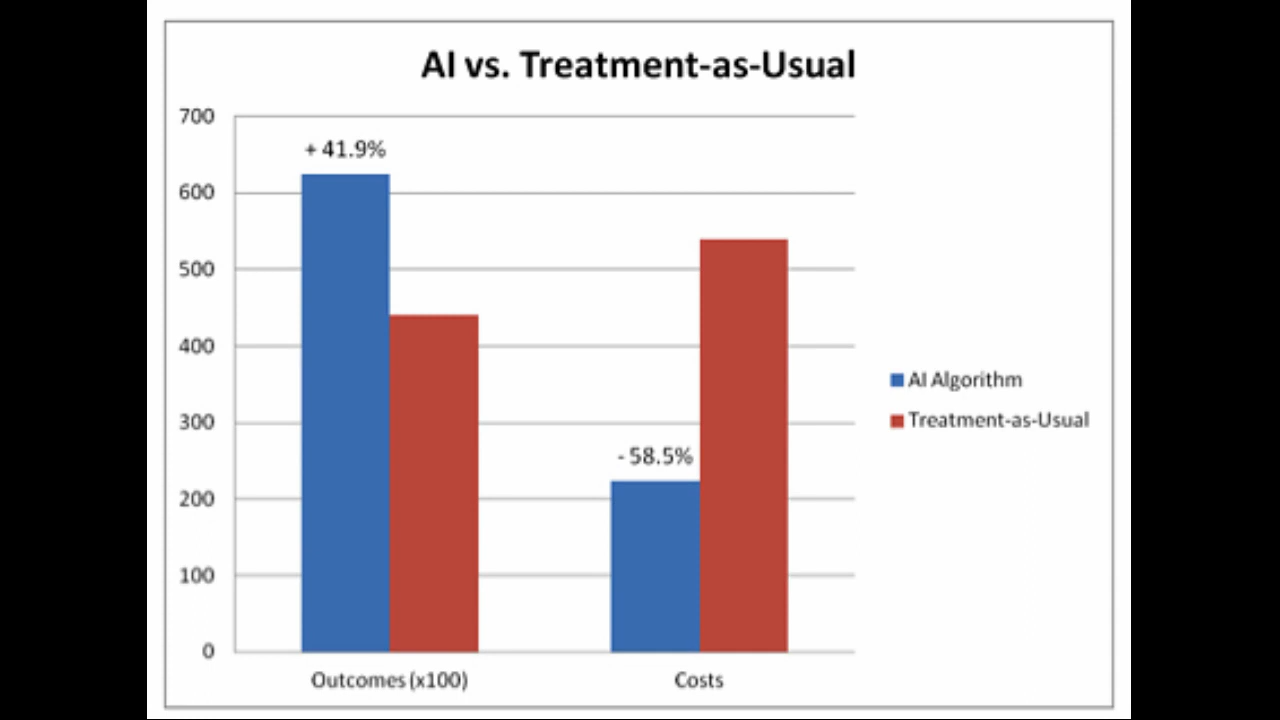 AI vs. Treatment-as-Usual
700
+ 41.9%
600
500
400
300
- 58.5%
200
100
0
Outcomes (x100)
Costs
AI Algorithm
Treatment-as-Usual